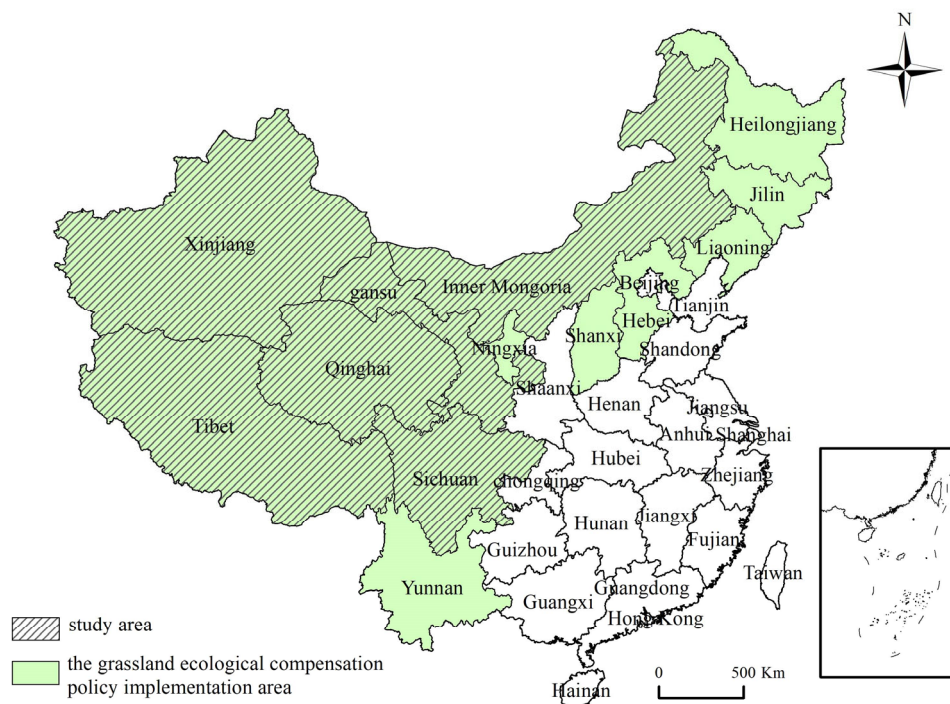 N
Heilongjiang
Jilin
Liaoning
Xinjiang
gansu
Inner Mongoria
Beijing
Tianjin
Hebei
Shanxi
Shandong
Ningxia
Qinghai
Shaanxi
Henan
Jiangsu
Tibet
Anhui
Shanghai
Hubei
Sichuan
chongqing
Zhejiang
Hunan
Jiangxi
Guizhou
Fujian
Taiwan
Yunnan
Guangxi
Guangdong
Hong Kong
Hainan
study area
the grassland ecological compensation
policy implementation area
0 500 Km